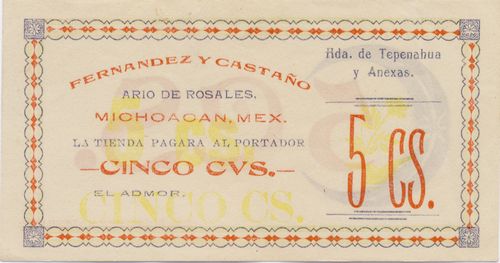 FERNANDEZ Y CASTAÑO
ARIO DE ROSALES,
MICHOACAN, MEX.
LA TIENDA PAGARA AL PORTADOR
—CINCO CVS.—
EL ADMOR.
CINCO CS.
Hda. de Tepenahua
y Anexas.
5 CS.